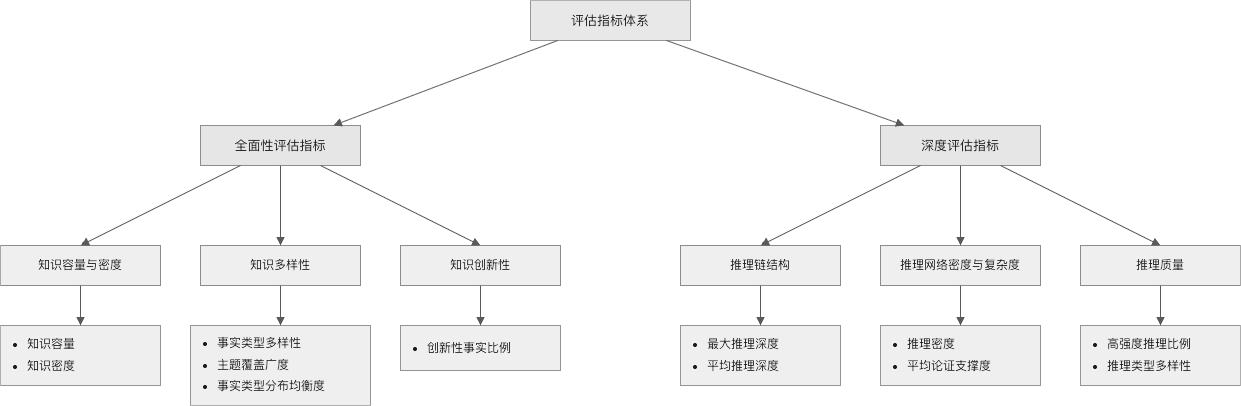 评估指标体系
全面性评估指标
深度评估指标
知识容量与密度
知识多样性
知识创新性
推理链结构
推理网络密度与复杂度
推理质量
• 知识容量
• 知识密度
• 事实类型多样性
• 主题覆盖广度
• 事实类型分布均衡度
• 创新性事实比例
• 最大推理深度
• 平均推理深度
• 推理密度
• 平均论证支撑度
• 高强度推理比例
• 推理类型多样性